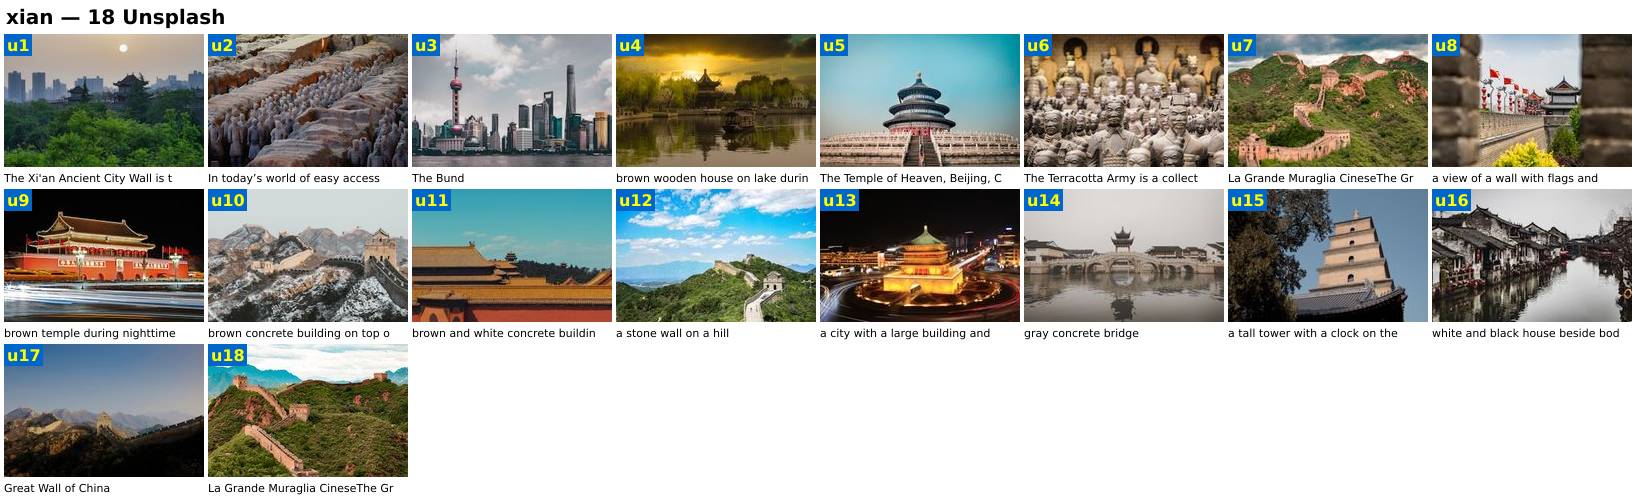 xian — 18 Unsplash
u1
u2
u3
u4
u5
u6
u7
u8
The Xi'an Ancient City Wall is t
In today’s world of easy access
The Bund
brown wooden house on lake durin
The Temple of Heaven, Beijing, C
The Terracotta Army is a collect
La Grande Muraglia CineseThe Gr
a view of a wall with flags and
u9
u10
u11
u12
u13
u14
u15
u16
brown temple during nighttime
brown concrete building on top o
brown and white concrete buildin
a stone wall on a hill
a city with a large building and
gray concrete bridge
a tall tower with a clock on the
white and black house beside bod
u17
u18
Great Wall of China
La Grande Muraglia CineseThe Gr